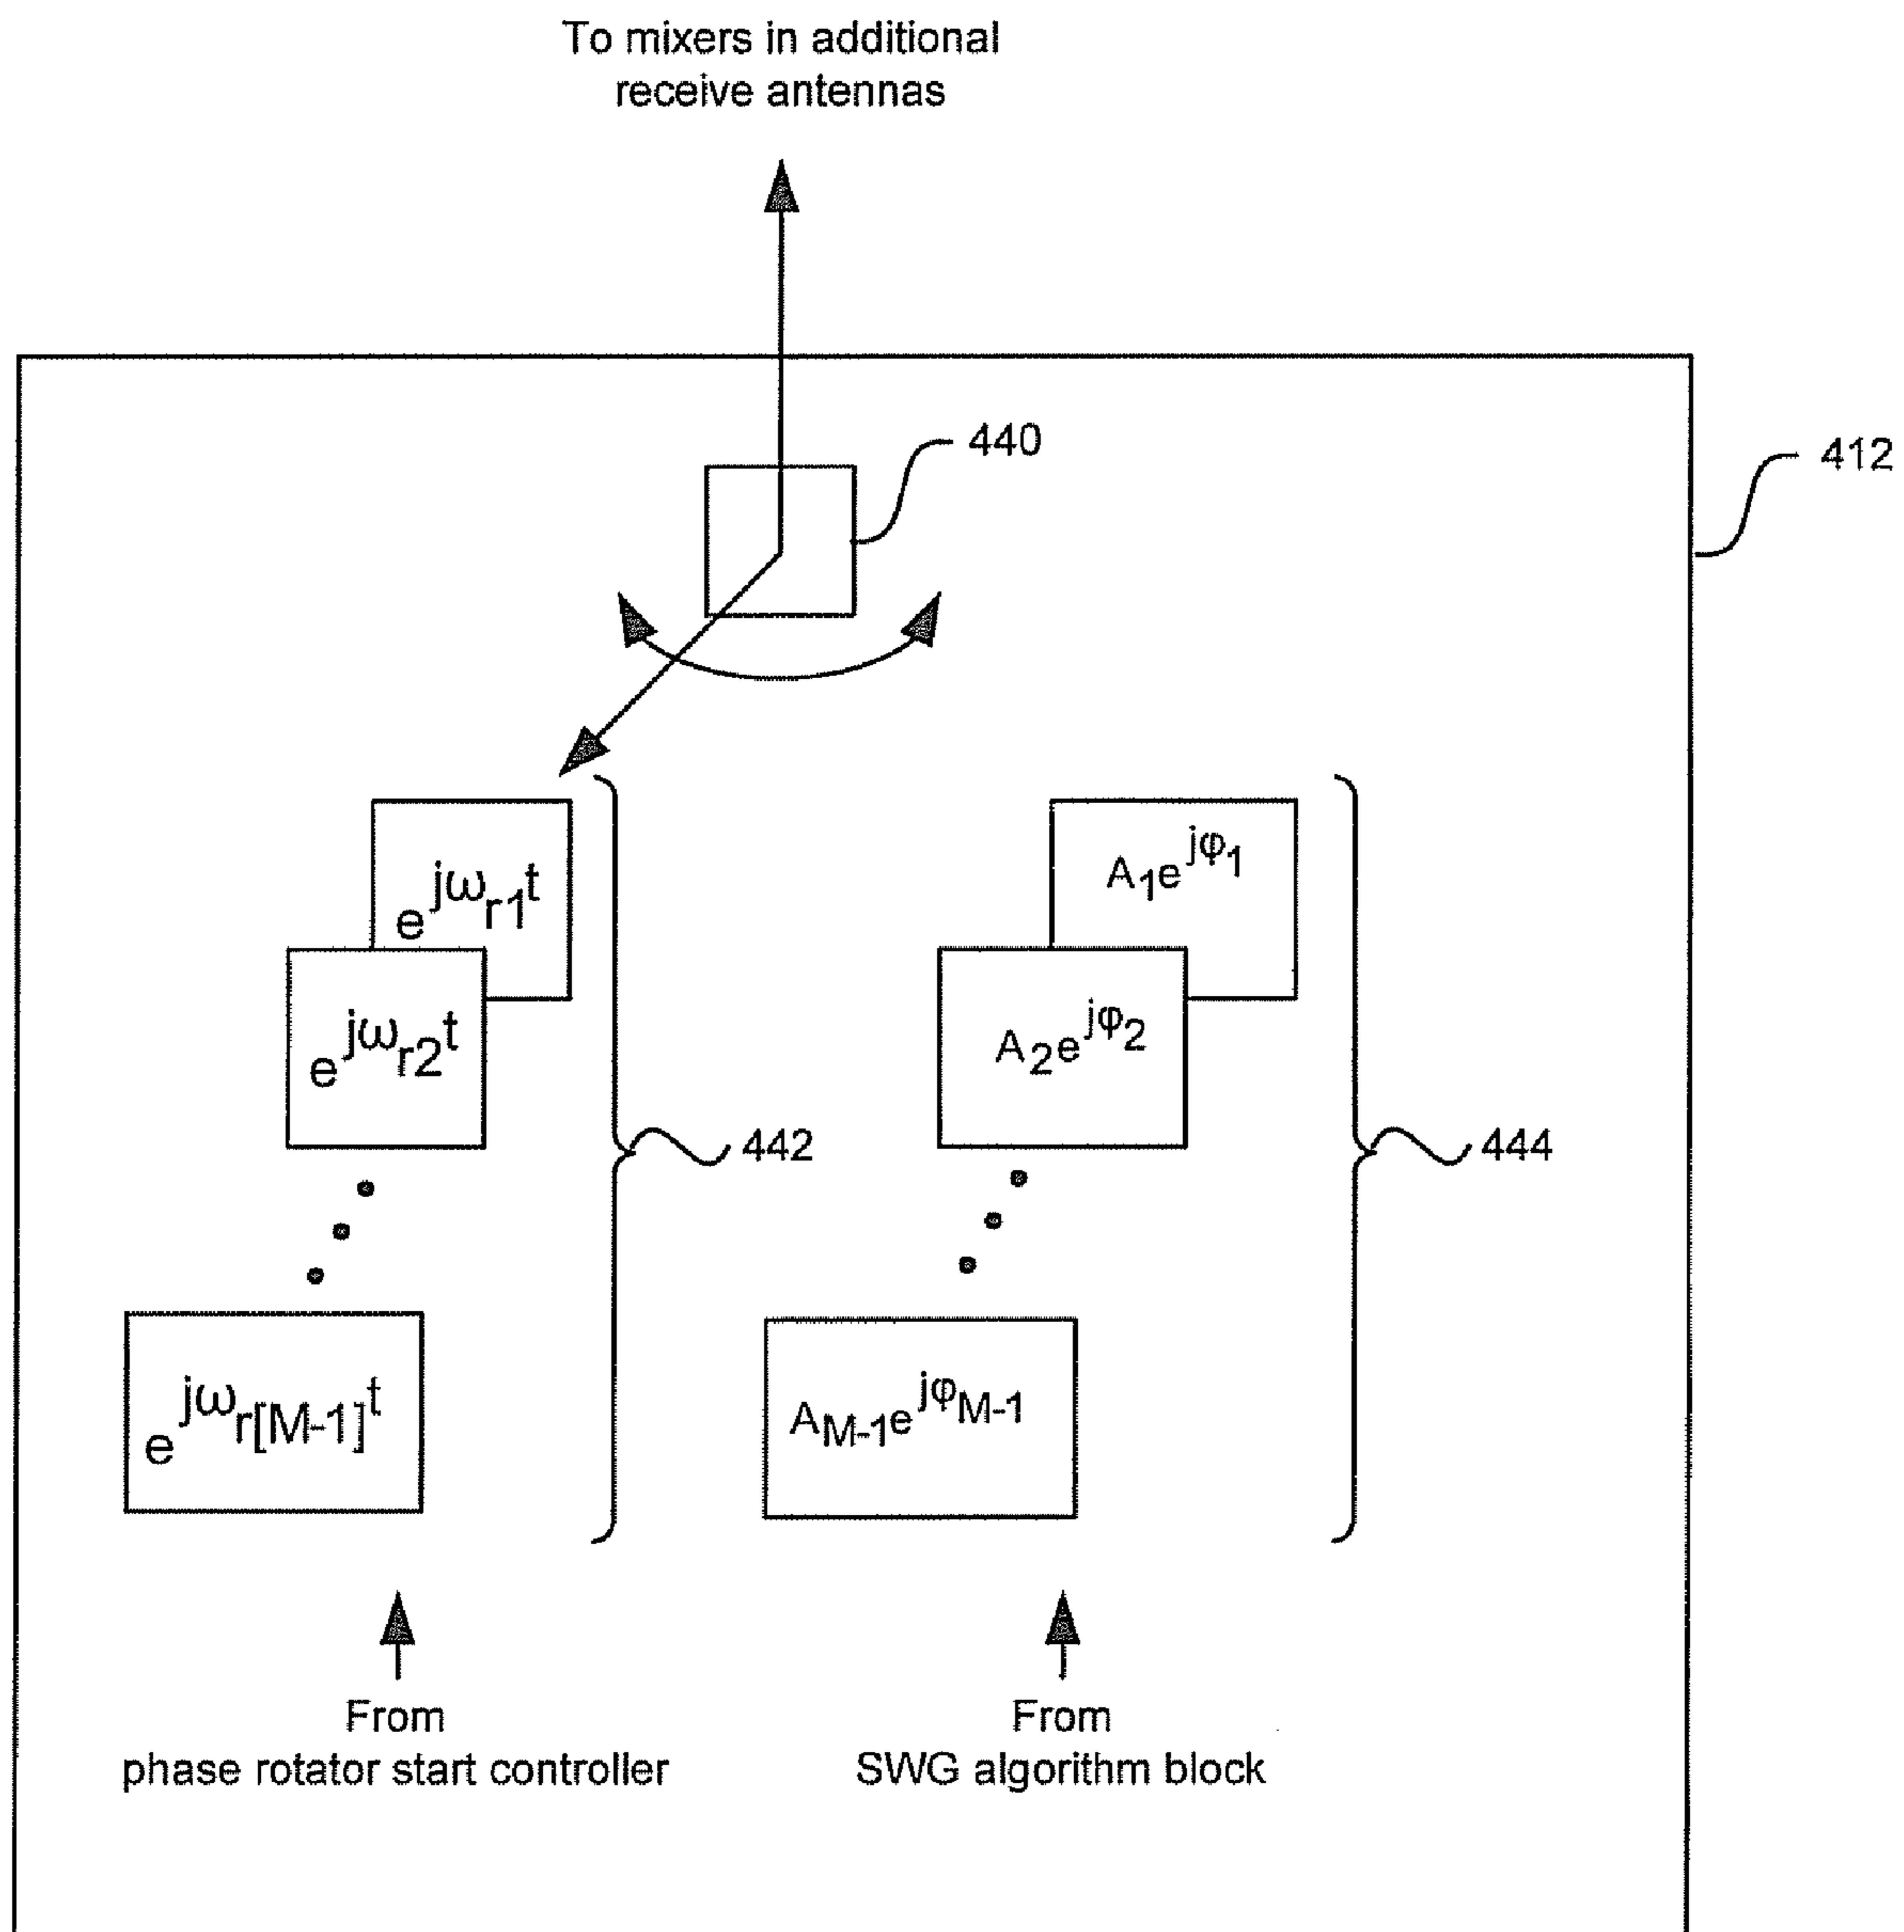 To mixers in additional
receive antennas
440
412
e^{jω_{r1}t}
A_1e^{jφ_1}
e^{jω_{r2}t}
A_2e^{jφ_2}
442
444
e^{jω_{r[M-1]}t}
A_{M-1}e^{jφ_{M-1}}
From
phase rotator start controller
From
SWG algorithm block